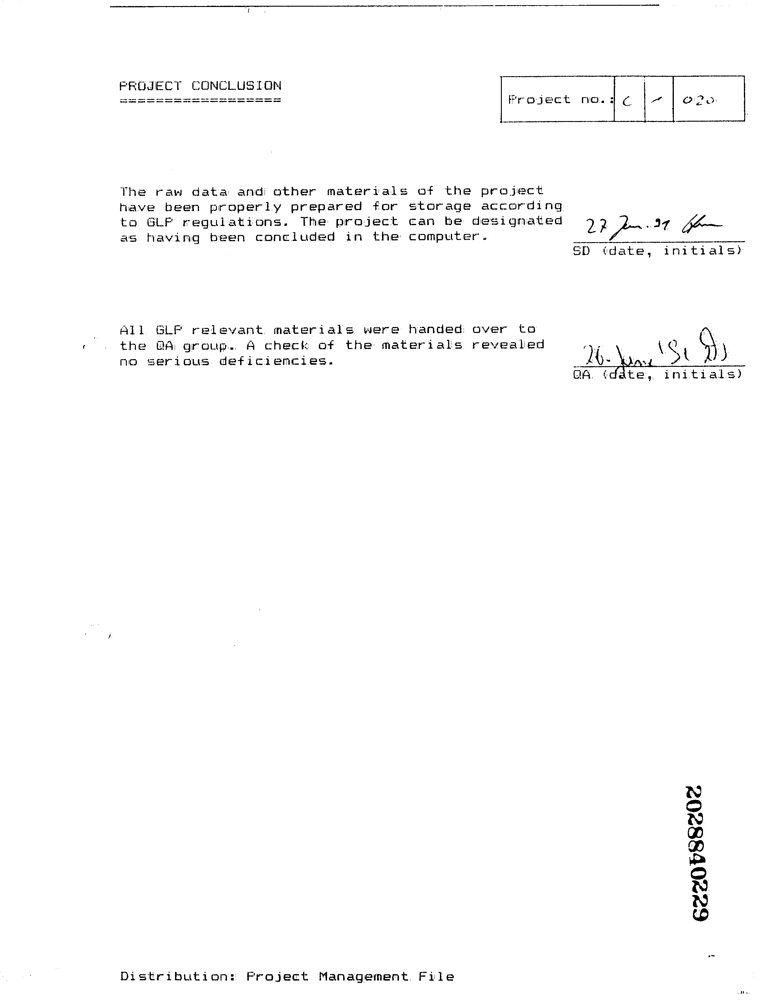 PROJECT CONCLUSION
==================
Project no.: C - 020
The raw data and other materials of the project
have been properly prepared for storage according
to GLP regulations. The project can be designated
as having been concluded in the computer.
27 Jun. 91
SD (date, initials)
All GLP relevant materials were handed over to
the QA group. A check of the materials revealed
no serious deficiencies.
26. June '91
QA (date, initials)
2028840229
Distribution: Project Management File